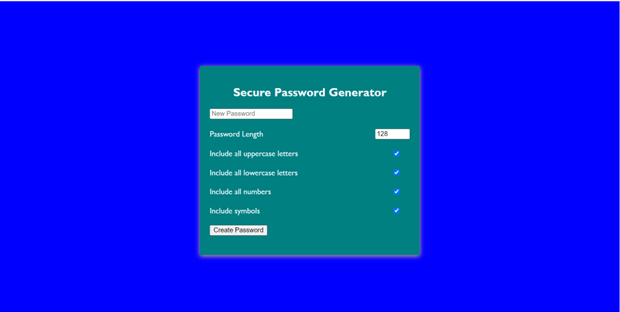 Secure Password Generator
New Password
Password Length 128
Include all uppercase letters
Include all lowercase letters
Include all numbers
Include symbols
Create Password